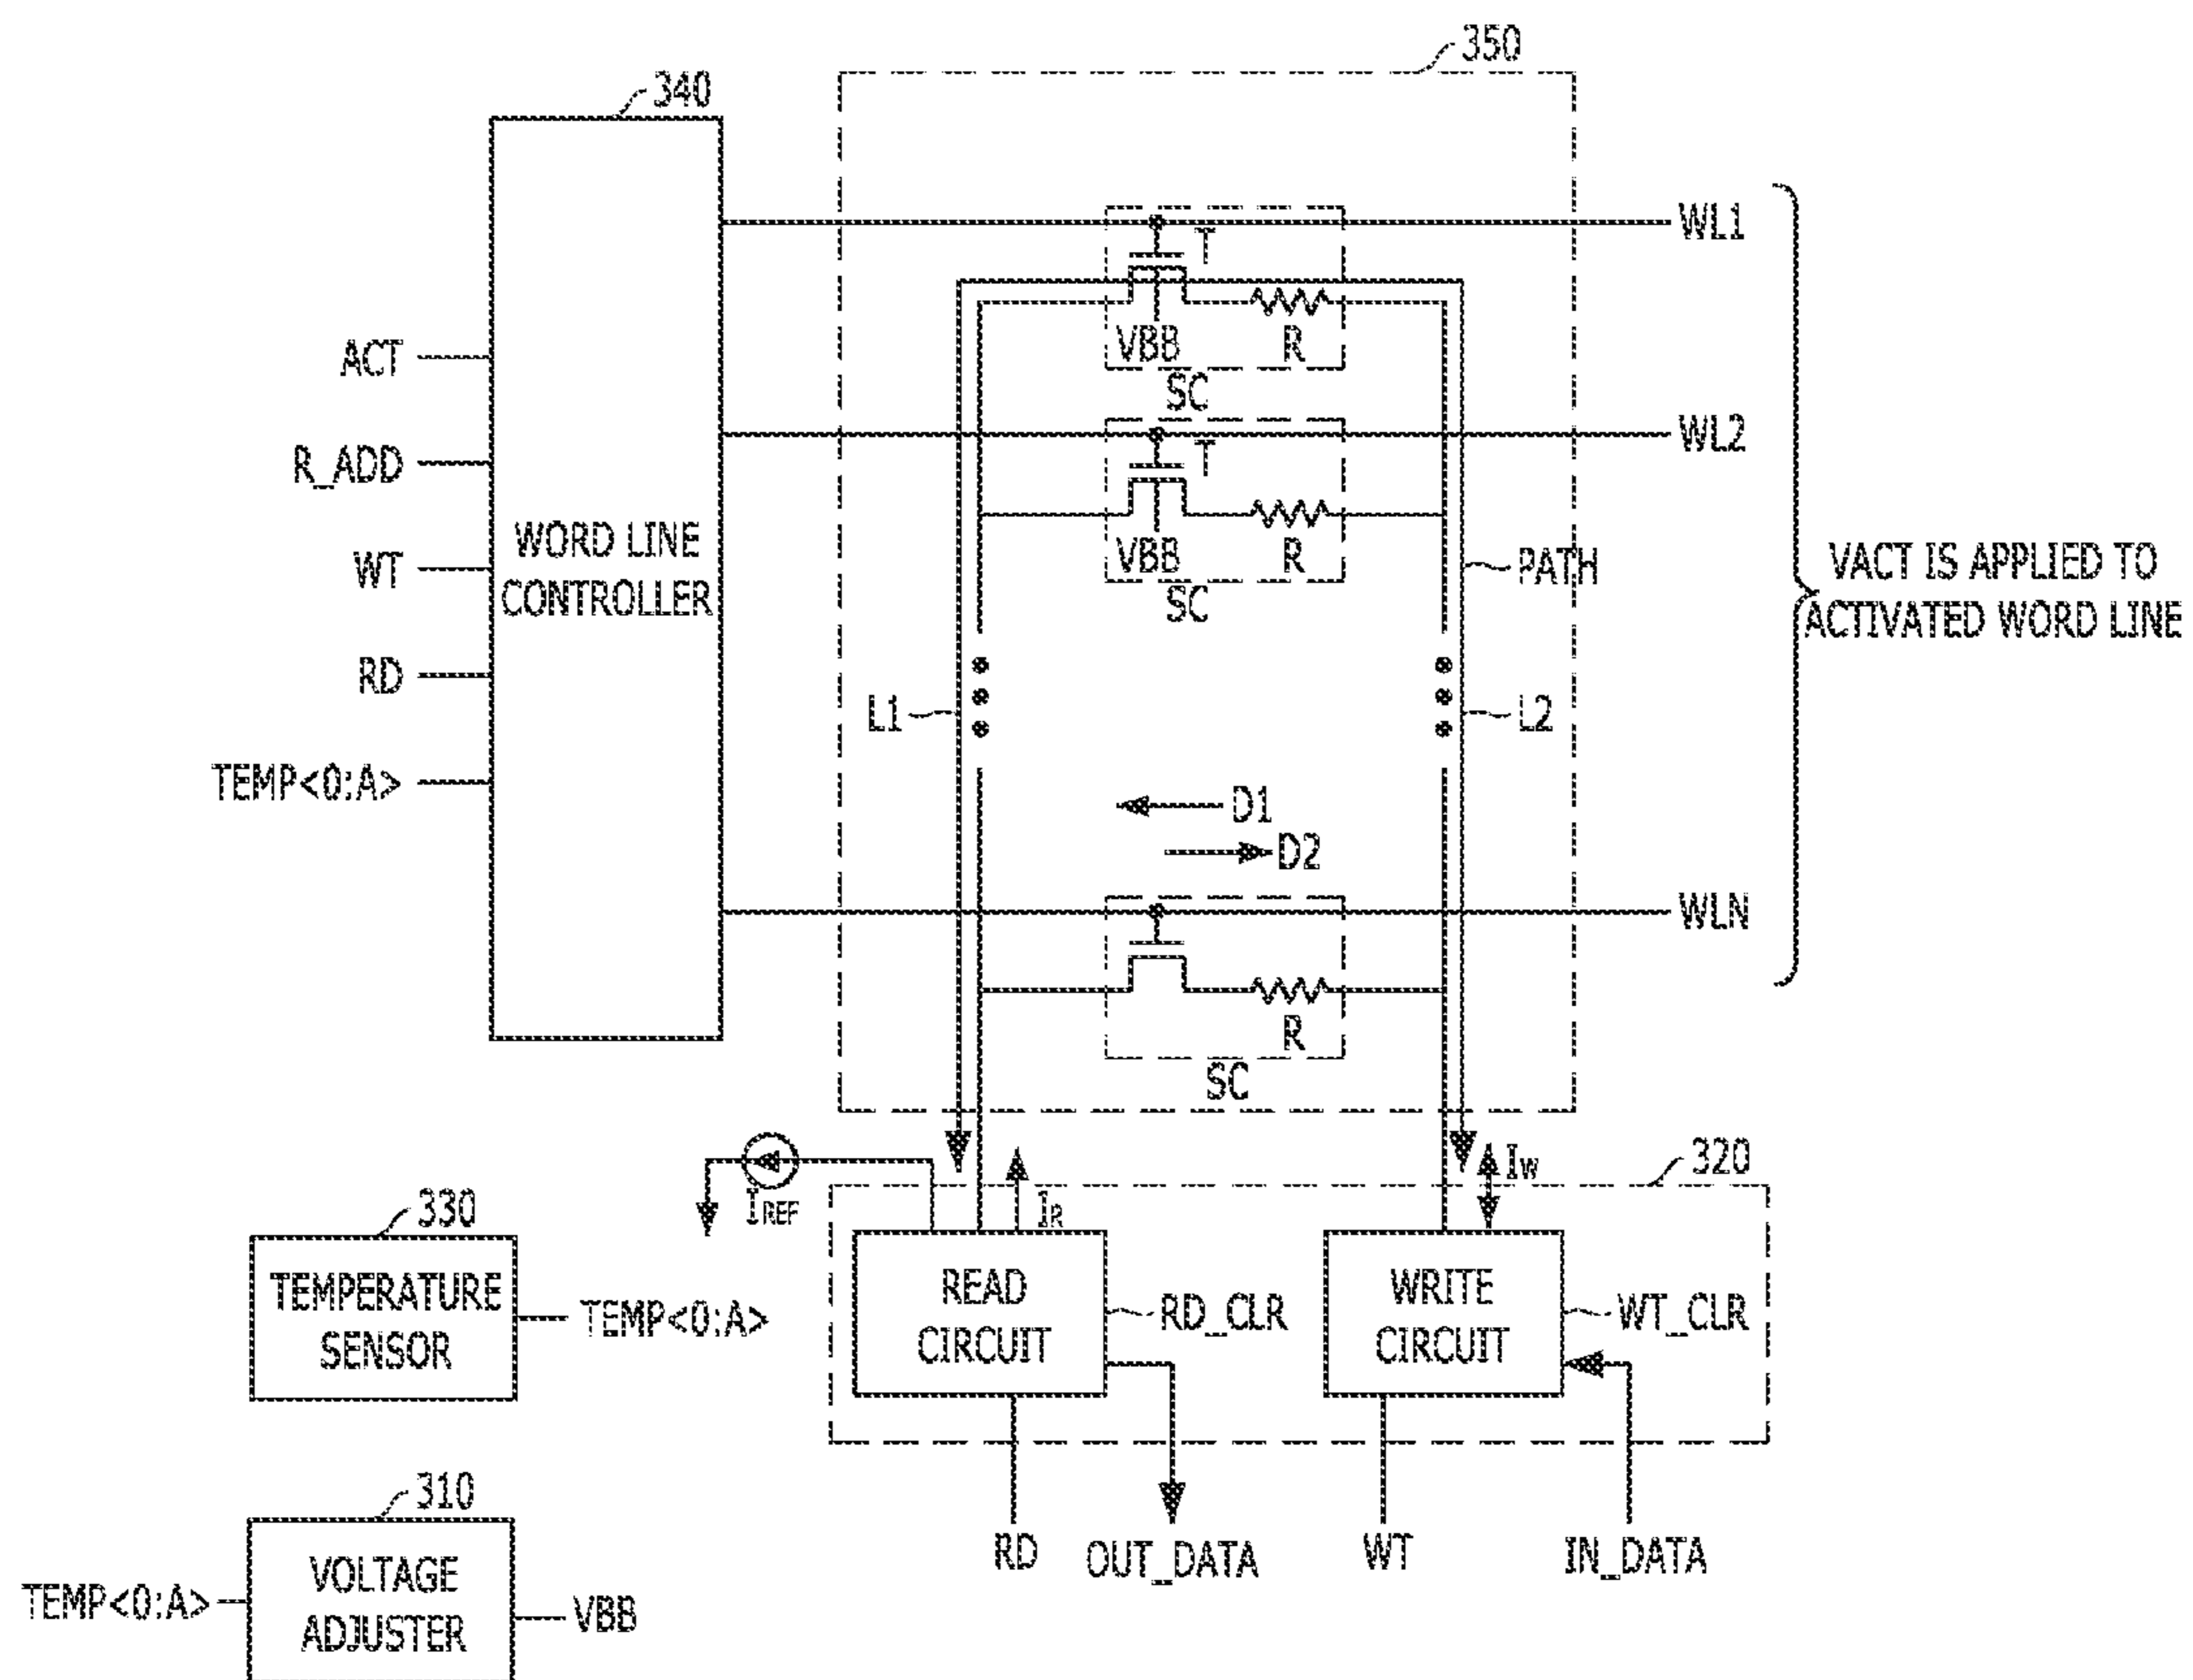 350
340
WL1
T
VBB
R
SC
ACT
WL2
T
R_ADD
VBB
R
SC
WORD LINE
CONTROLLER
WT
PATH
VACT IS APPLIED TO
ACTIVATED WORD LINE
RD
L1
L2
TEMP<0:A>
D1
D2
WLN
R
SC
320
IREF
IR
IW
330
TEMPERATURE
SENSOR
TEMP<0:A>
READ
CIRCUIT
RD_CLR
WRITE
CIRCUIT
WT_CLR
310
VOLTAGE
ADJUSTER
TEMP<0:A>
VBB
RD
OUT_DATA
WT
IN_DATA